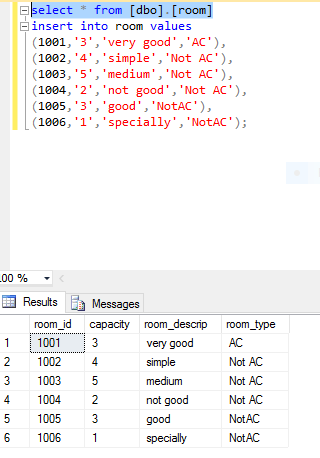 select * from [dbo].[room]
insert into room values
(1001,'3','very good','AC'),
(1002,'4','simple','Not AC'),
(1003,'5','medium','Not AC'),
(1004,'2','not good','Not AC'),
(1005,'3','good','NotAC'),
(1006,'1','specially','NotAC');
.00 %
Results Messages
room_id capacity room_descrip room_type
1 1001 3 very good AC
2 1002 4 simple Not AC
3 1003 5 medium Not AC
4 1004 2 not good Not AC
5 1005 3 good NotAC
6 1006 1 specially NotAC